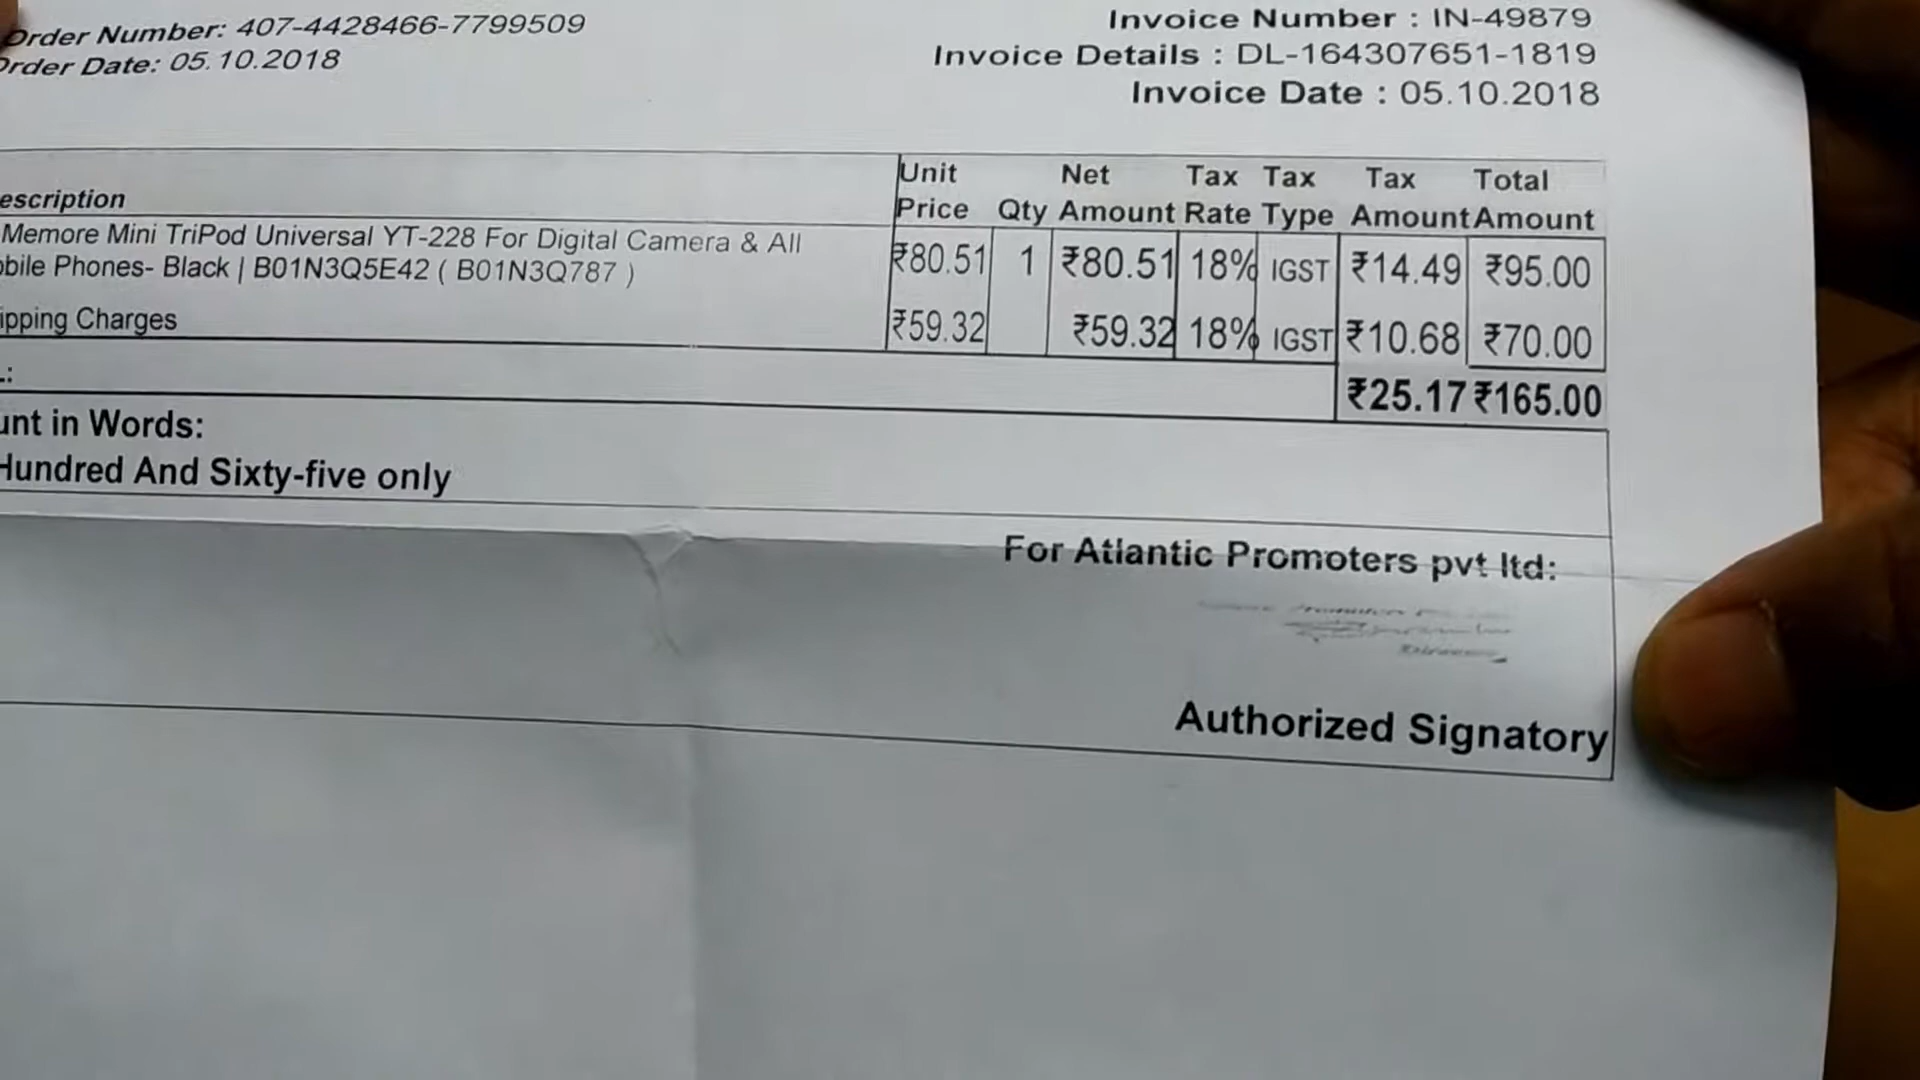 Order Number: 407-4428466-7799509
Order Date: 05.10.2018
Invoice Number : IN-49879
Invoice Details : DL-164307651-1819
Invoice Date : 05.10.2018
escription Unit Price Qty Net Amount Tax Rate Tax Type Tax Amount Total Amount
Memore Mini TriPod Universal YT-228 For Digital Camera & All
obile Phones- Black | B01N3Q5E42 ( B01N3Q787 ) ₹80.51 1 ₹80.51 18% IGST ₹14.49 ₹95.00
ipping Charges ₹59.32 ₹59.32 18% IGST ₹10.68 ₹70.00
.: ₹25.17 ₹165.00
unt in Words:
Hundred And Sixty-five only
For Atlantic Promoters pvt ltd:
Authorized Signatory